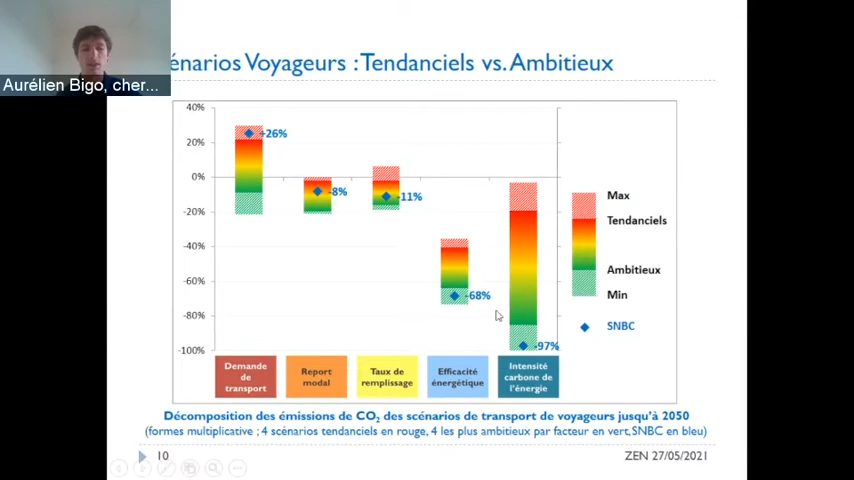 énarios Voyageurs : Tendanciels vs. Ambitieux
Aurélien Bigo, cher...
40%
20%
0%
-20%
-40%
-60%
-80%
-100%
+26%
-8%
-11%
-68%
-97%
Max
Tendanciels
Ambitieux
Min
SNBC
Demande
de
transport
Report
modal
Taux de
remplissage
Efficacité
énergétique
Intensité
carbone de
l'énergie
Décomposition des émissions de CO2 des scénarios de transport de voyageurs jusqu'à 2050
(formes multiplicative ; 4 scénarios tendanciels en rouge, 4 les plus ambitieux par facteur en vert, SNBC en bleu)
10
ZEN 27/05/2021